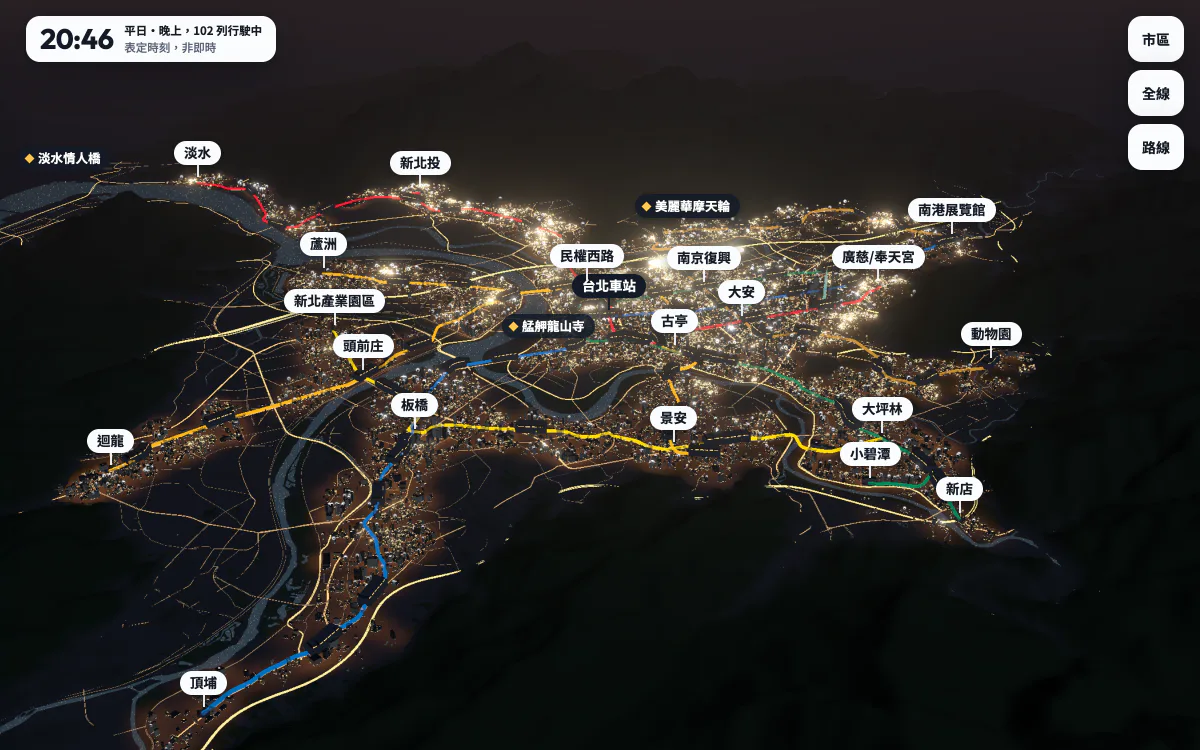 20:46
平日・晚上，102 列行駛中
表定時刻，非即時
市區
全線
路線
淡水情人橋
淡水
新北投
美麗華摩天輪
南港展覽館
蘆洲
民權西路
南京復興
廣慈/奉天宮
台北車站
大安
新北產業園區
艋舺龍山寺
古亭
頭前庄
動物園
板橋
景安
大坪林
迴龍
小碧潭
新店
頂埔